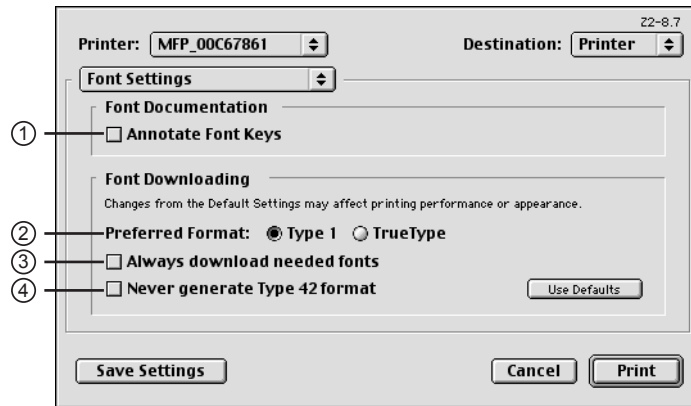 Z2-8.7
Printer: MFP_00C67861 Destination: Printer
Font Settings
Font Documentation
① Annotate Font Keys
Font Downloading
Changes from the Default Settings may affect printing performance or appearance.
② Preferred Format: Type 1 TrueType
③ Always download needed fonts
④ Never generate Type 42 format Use Defaults
Save Settings Cancel Print